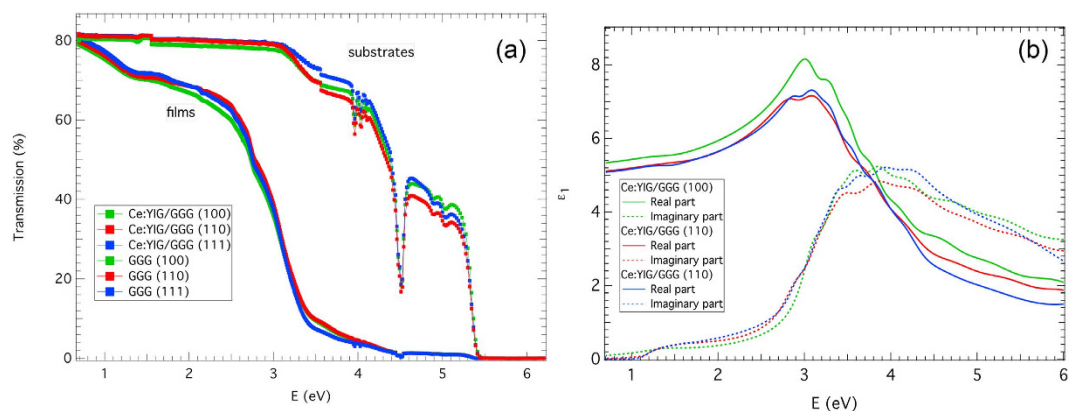 (a)
substrates
films
Transmission (%)
80
60
40
20
0
Ce:YIG/GGG (100)
Ce:YIG/GGG (110)
Ce:YIG/GGG (111)
GGG (100)
GGG (110)
GGG (111)
1
2
3
4
5
6
E (eV)
(b)
ε1
8
6
4
2
0
Ce:YIG/GGG (100)
Real part
Imaginary part
Ce:YIG/GGG (110)
Real part
Imaginary part
Ce:YIG/GGG (110)
Real part
Imaginary part
1
2
3
4
5
6
E (eV)